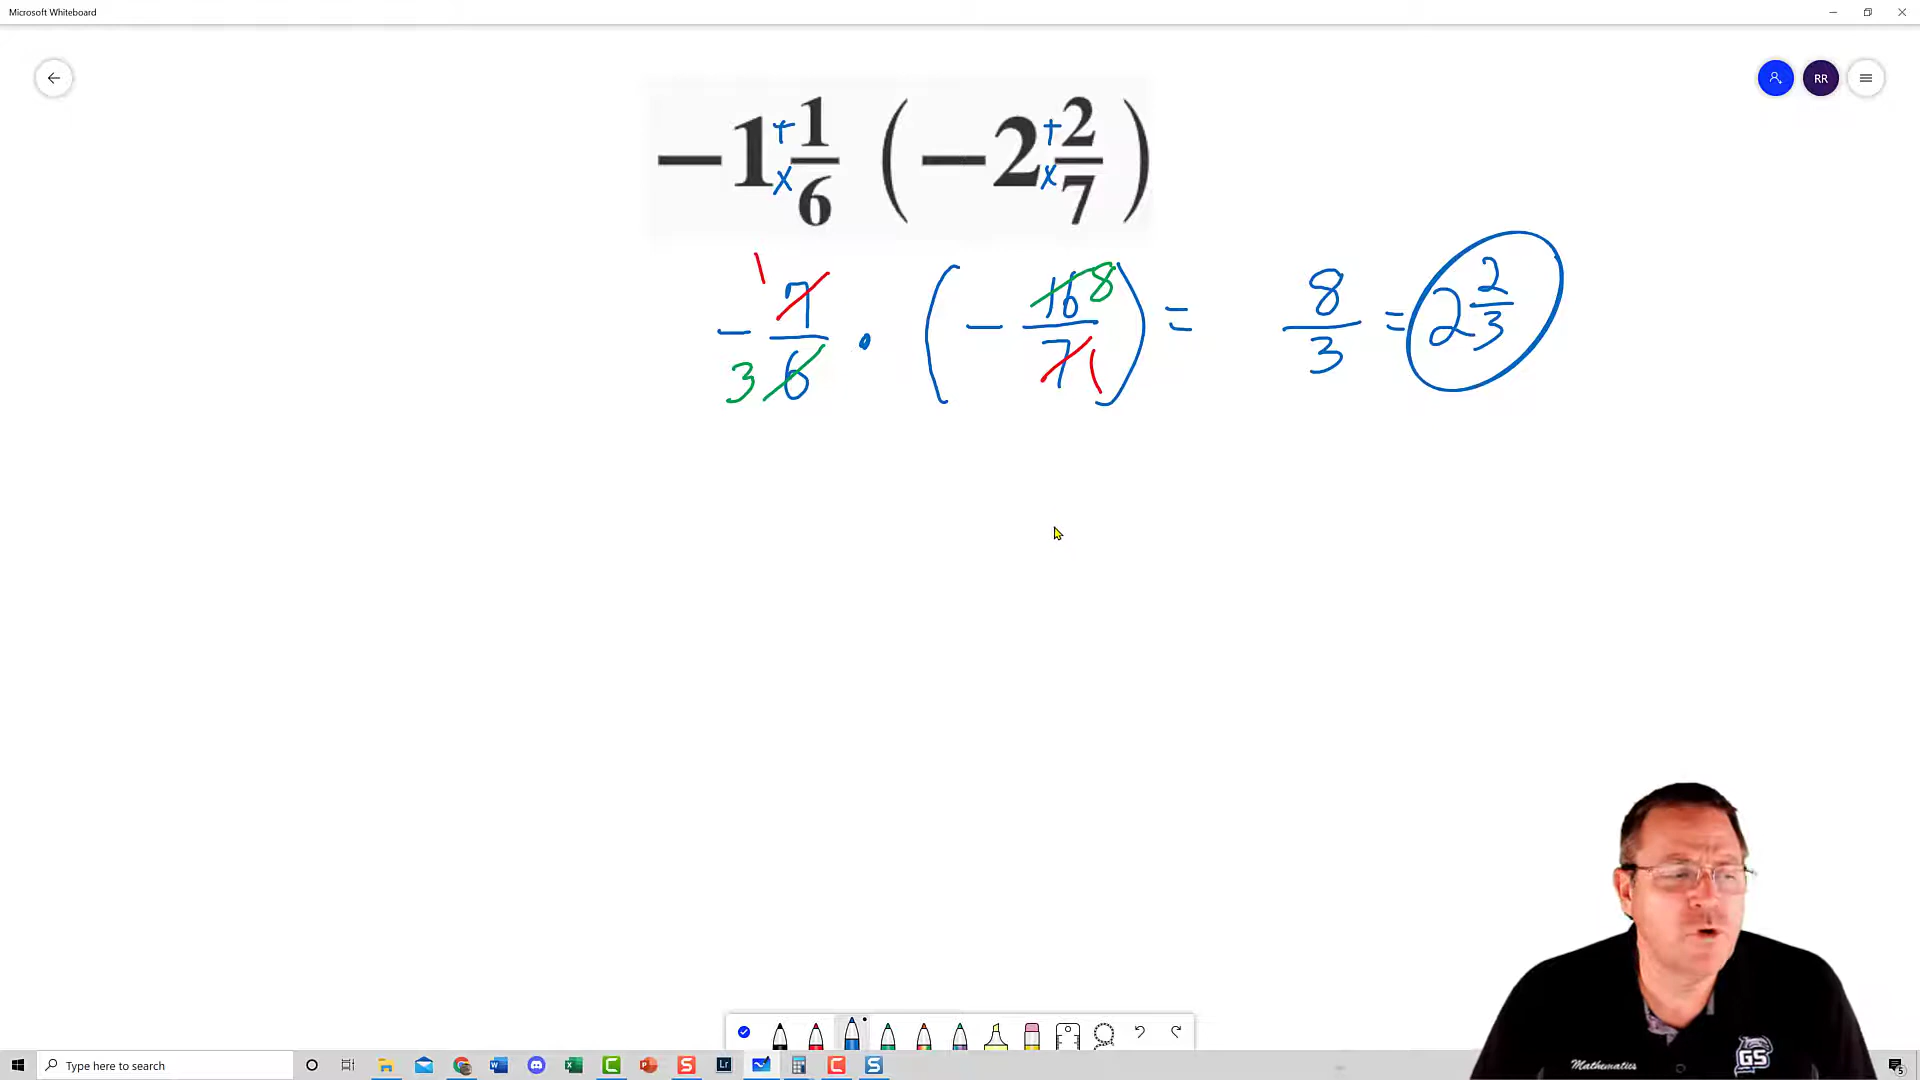 Microsoft Whiteboard
RR
−1 + 1/6 x (−2 + 2/7 x)
1 8
− 7/6 · (− 16/7) = 8/3 = 2 2/3
3 1
Type here to search
Mathematics
GS
5